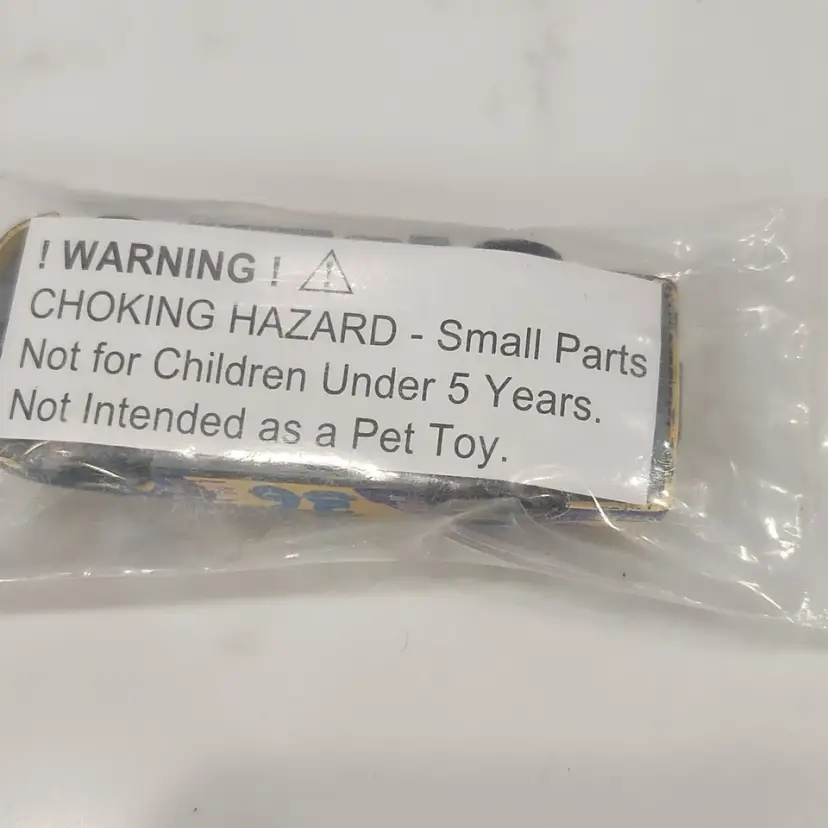 ! WARNING ! ⚠
CHOKING HAZARD - Small Parts
Not for Children Under 5 Years.
Not Intended as a Pet Toy.